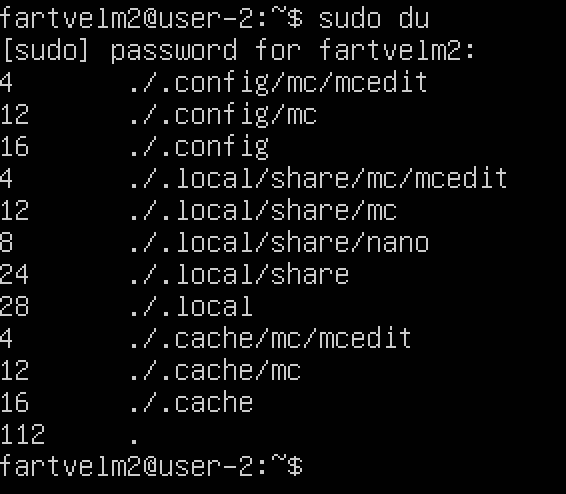 fartvelm2@user-2:~$ sudo du
[sudo] password for fartvelm2:
4       ./.config/mc/mcedit
12      ./.config/mc
16      ./.config
4       ./.local/share/mc/mcedit
12      ./.local/share/mc
8       ./.local/share/nano
24      ./.local/share
28      ./.local
4       ./.cache/mc/mcedit
12      ./.cache/mc
16      ./.cache
112     .
fartvelm2@user-2:~$